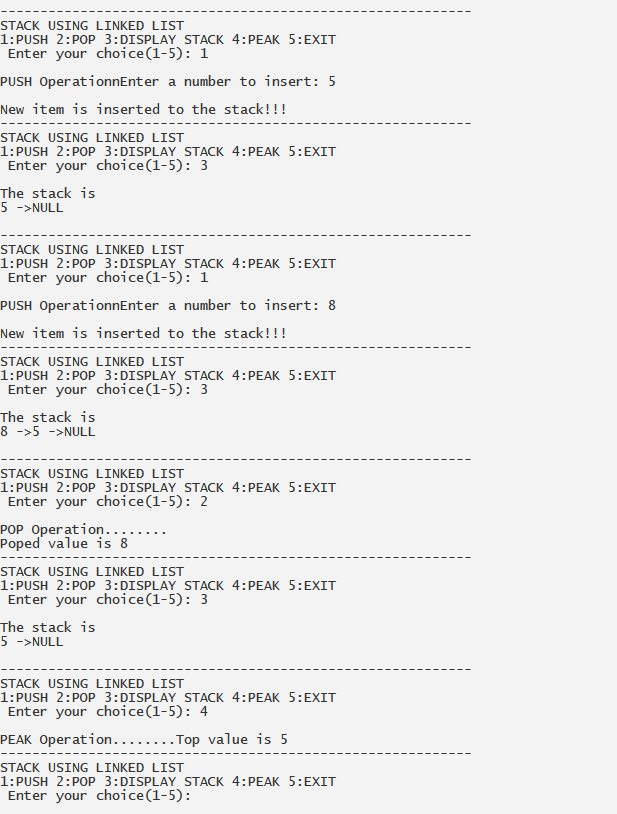 -----------------------------------------------------------
STACK USING LINKED LIST
1:PUSH 2:POP 3:DISPLAY STACK 4:PEAK 5:EXIT
Enter your choice(1-5): 1
PUSH OperationnEnter a number to insert: 5
New item is inserted to the stack!!!
-----------------------------------------------------------
STACK USING LINKED LIST
1:PUSH 2:POP 3:DISPLAY STACK 4:PEAK 5:EXIT
Enter your choice(1-5): 3
The stack is
5 ->NULL
-----------------------------------------------------------
STACK USING LINKED LIST
1:PUSH 2:POP 3:DISPLAY STACK 4:PEAK 5:EXIT
Enter your choice(1-5): 1
PUSH OperationnEnter a number to insert: 8
New item is inserted to the stack!!!
-----------------------------------------------------------
STACK USING LINKED LIST
1:PUSH 2:POP 3:DISPLAY STACK 4:PEAK 5:EXIT
Enter your choice(1-5): 3
The stack is
8 ->5 ->NULL
-----------------------------------------------------------
STACK USING LINKED LIST
1:PUSH 2:POP 3:DISPLAY STACK 4:PEAK 5:EXIT
Enter your choice(1-5): 2
POP Operation........
Poped value is 8
-----------------------------------------------------------
STACK USING LINKED LIST
1:PUSH 2:POP 3:DISPLAY STACK 4:PEAK 5:EXIT
Enter your choice(1-5): 3
The stack is
5 ->NULL
-----------------------------------------------------------
STACK USING LINKED LIST
1:PUSH 2:POP 3:DISPLAY STACK 4:PEAK 5:EXIT
Enter your choice(1-5): 4
PEAK Operation........Top value is 5
-----------------------------------------------------------
STACK USING LINKED LIST
1:PUSH 2:POP 3:DISPLAY STACK 4:PEAK 5:EXIT
Enter your choice(1-5):